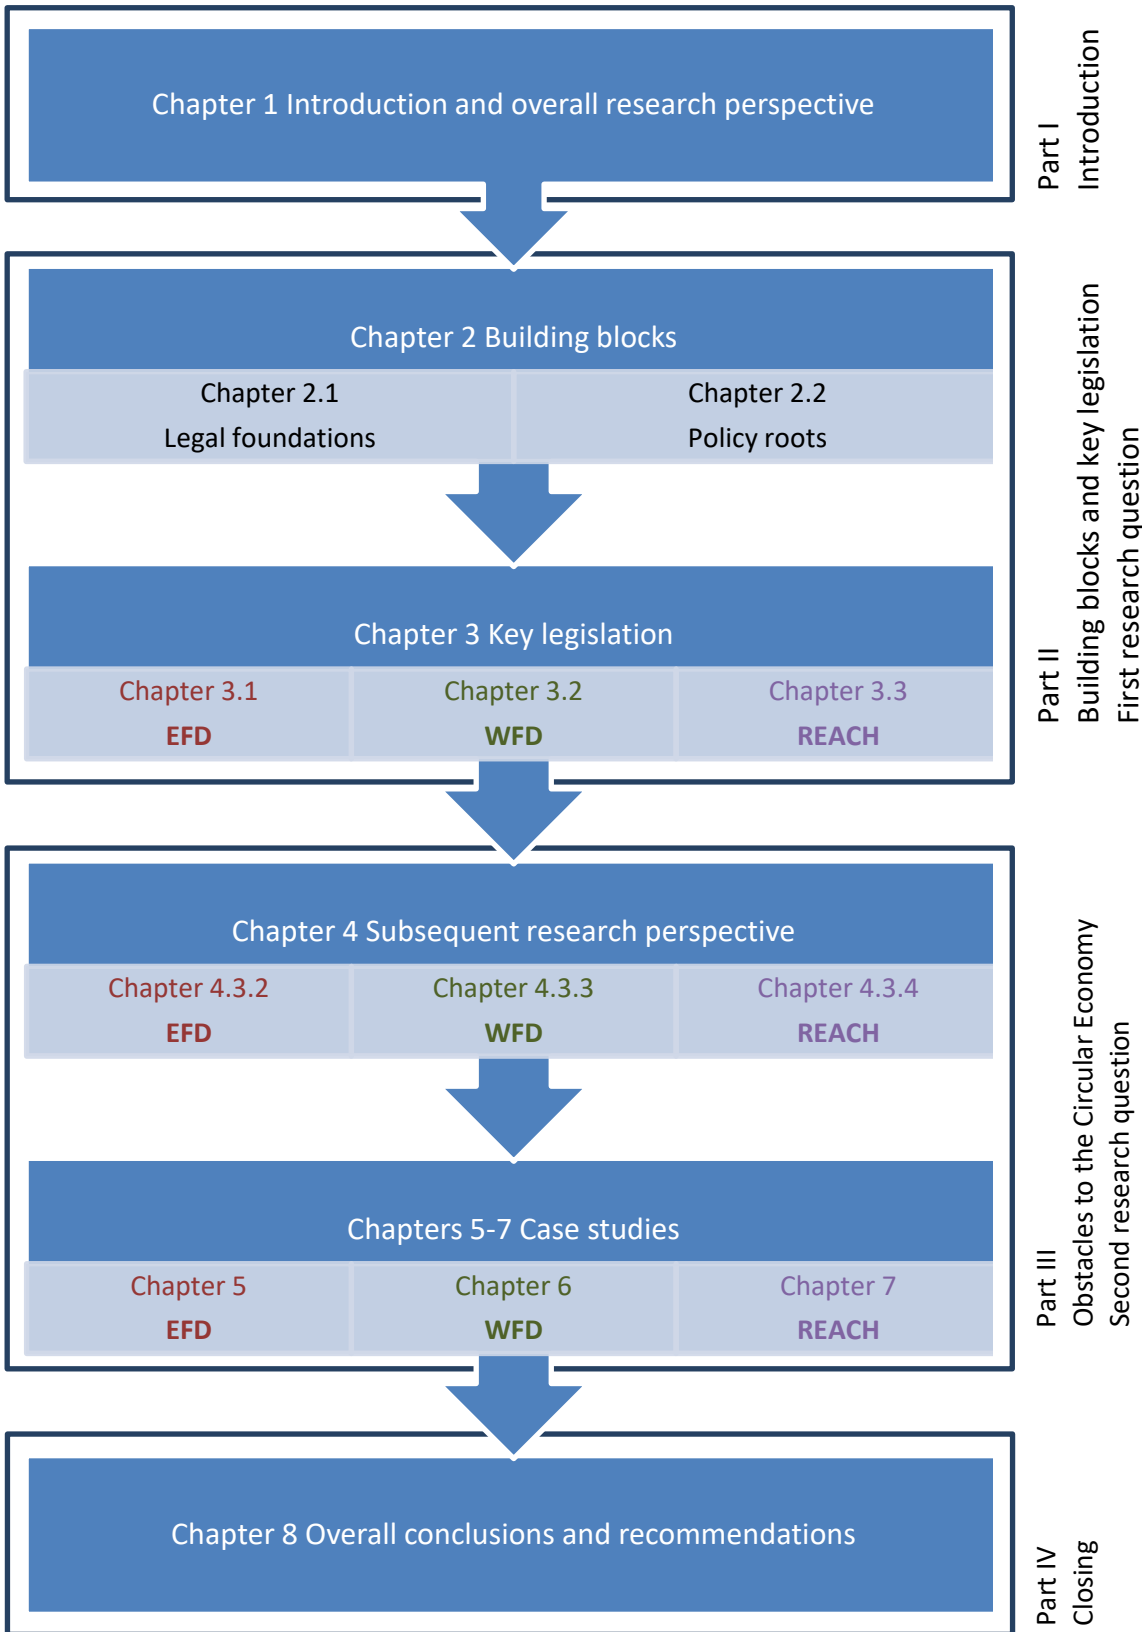 Chapter 1 Introduction and overall research perspective
Part I
Introduction
Chapter 2 Building blocks
Chapter 2.1
Legal foundations
Chapter 2.2
Policy roots
Chapter 3 Key legislation
Chapter 3.1
EFD
Chapter 3.2
WFD
Chapter 3.3
REACH
Part II
Building blocks and key legislation
First research question
Chapter 4 Subsequent research perspective
Chapter 4.3.2
EFD
Chapter 4.3.3
WFD
Chapter 4.3.4
REACH
Chapters 5-7 Case studies
Chapter 5
EFD
Chapter 6
WFD
Chapter 7
REACH
Part III
Obstacles to the Circular Economy
Second research question
Chapter 8 Overall conclusions and recommendations
Part IV
Closing